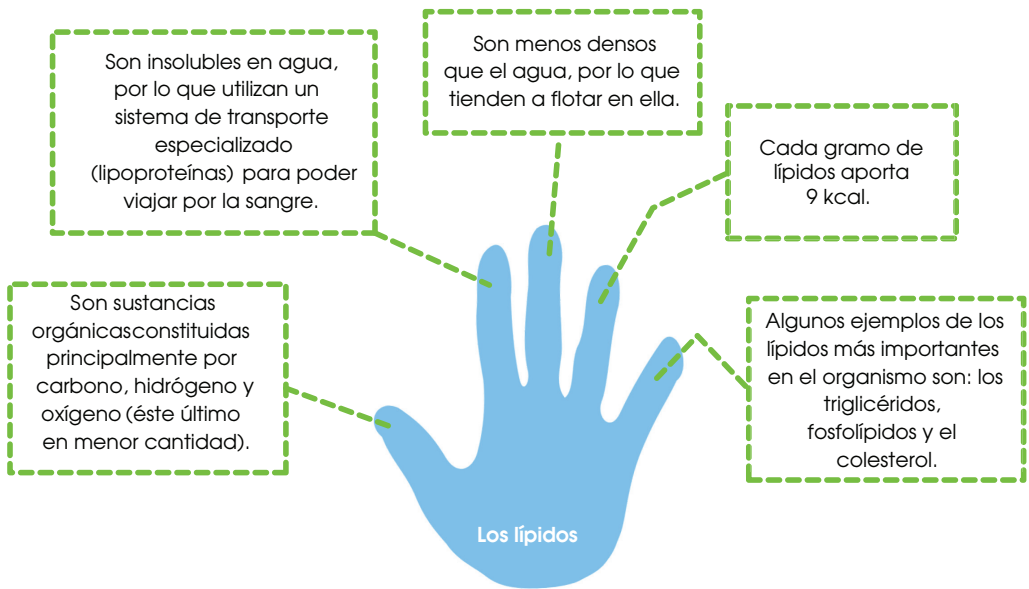 Son insolubles en agua,
por lo que utilizan un
sistema de transporte
especializado
(lipoproteínas) para poder
viajar por la sangre.
Son menos densos
que el agua, por lo que
tienden a flotar en ella.
Cada gramo de
lípidos aporta
9 kcal.
Son sustancias
orgánicasconstituidas
principalmente por
carbono, hidrógeno y
oxígeno (éste último
en menor cantidad).
Algunos ejemplos de los
lípidos más importantes
en el organismo son: los
triglicéridos,
fosfolípidos y el
colesterol.
Los lípidos